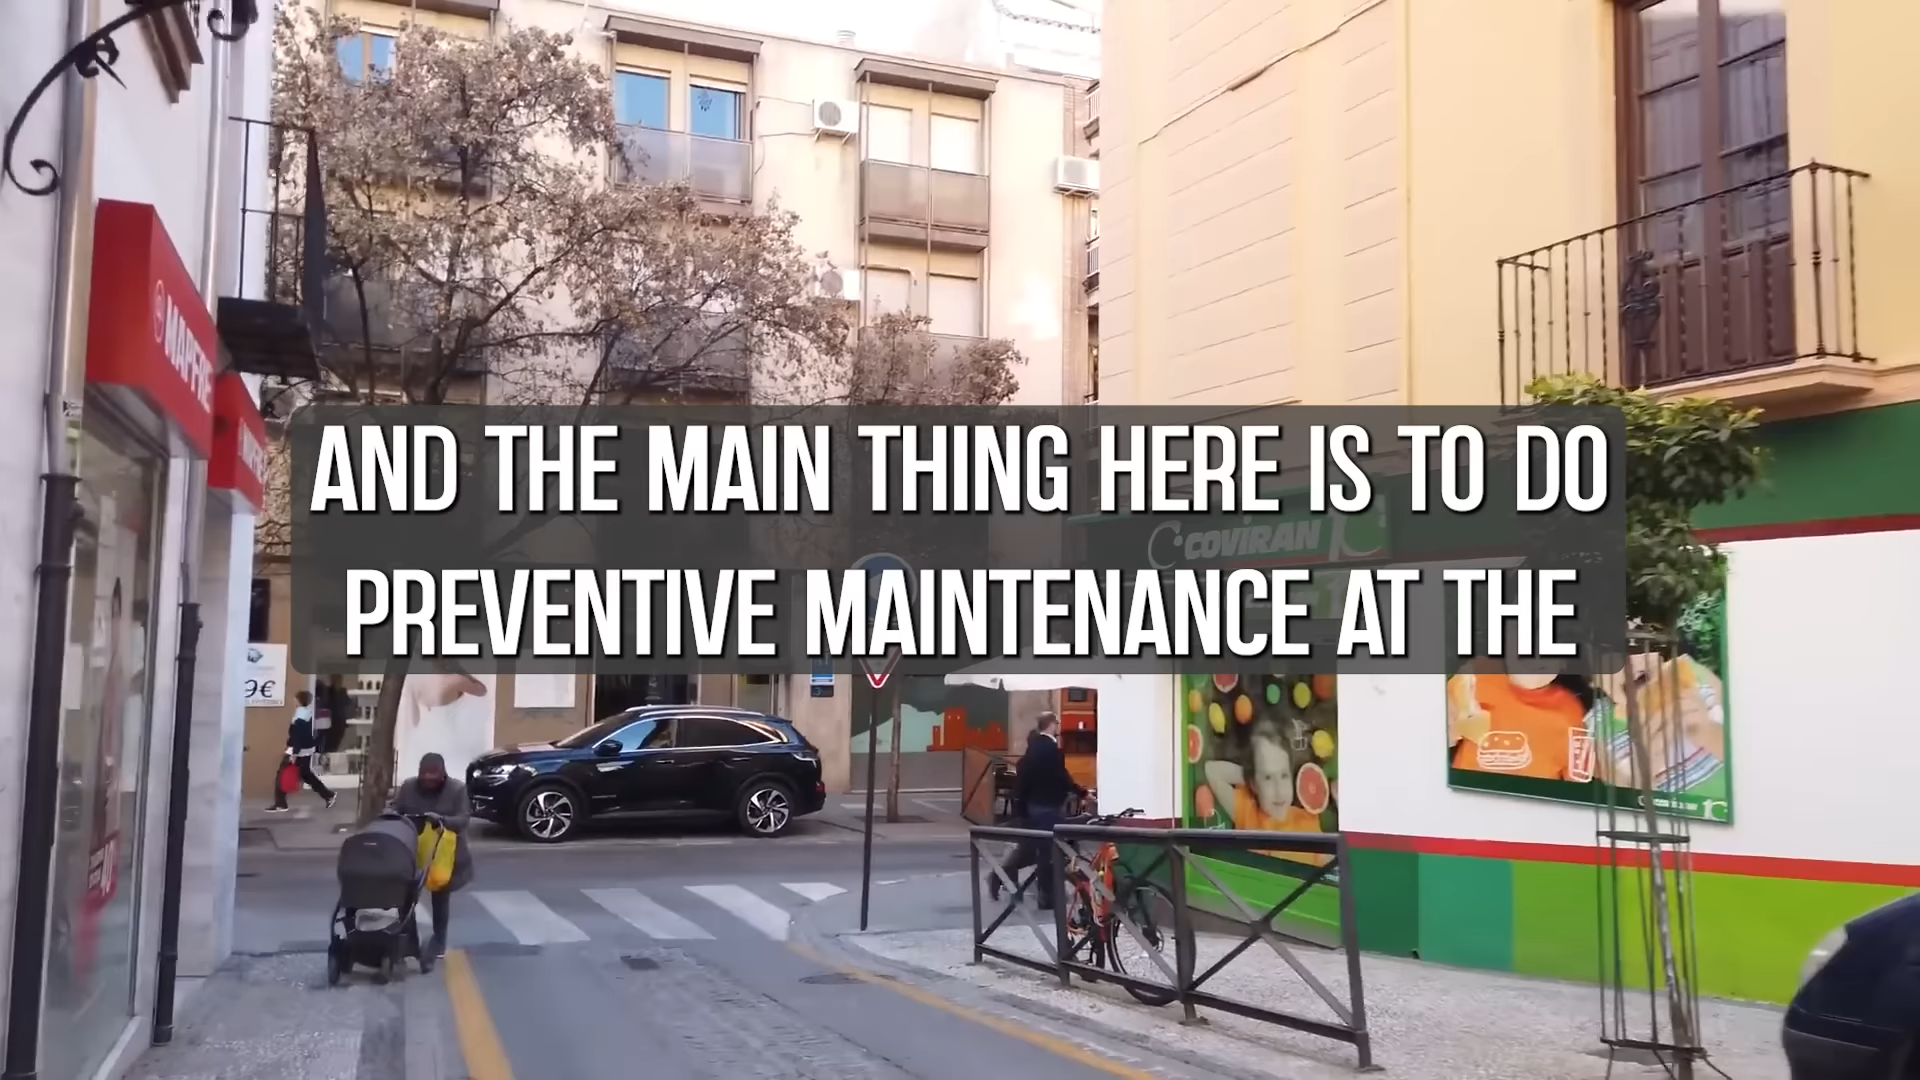 MAPFRE
AND THE MAIN THING HERE IS TO DO
COVIRAN
PREVENTIVE MAINTENANCE AT THE
9€